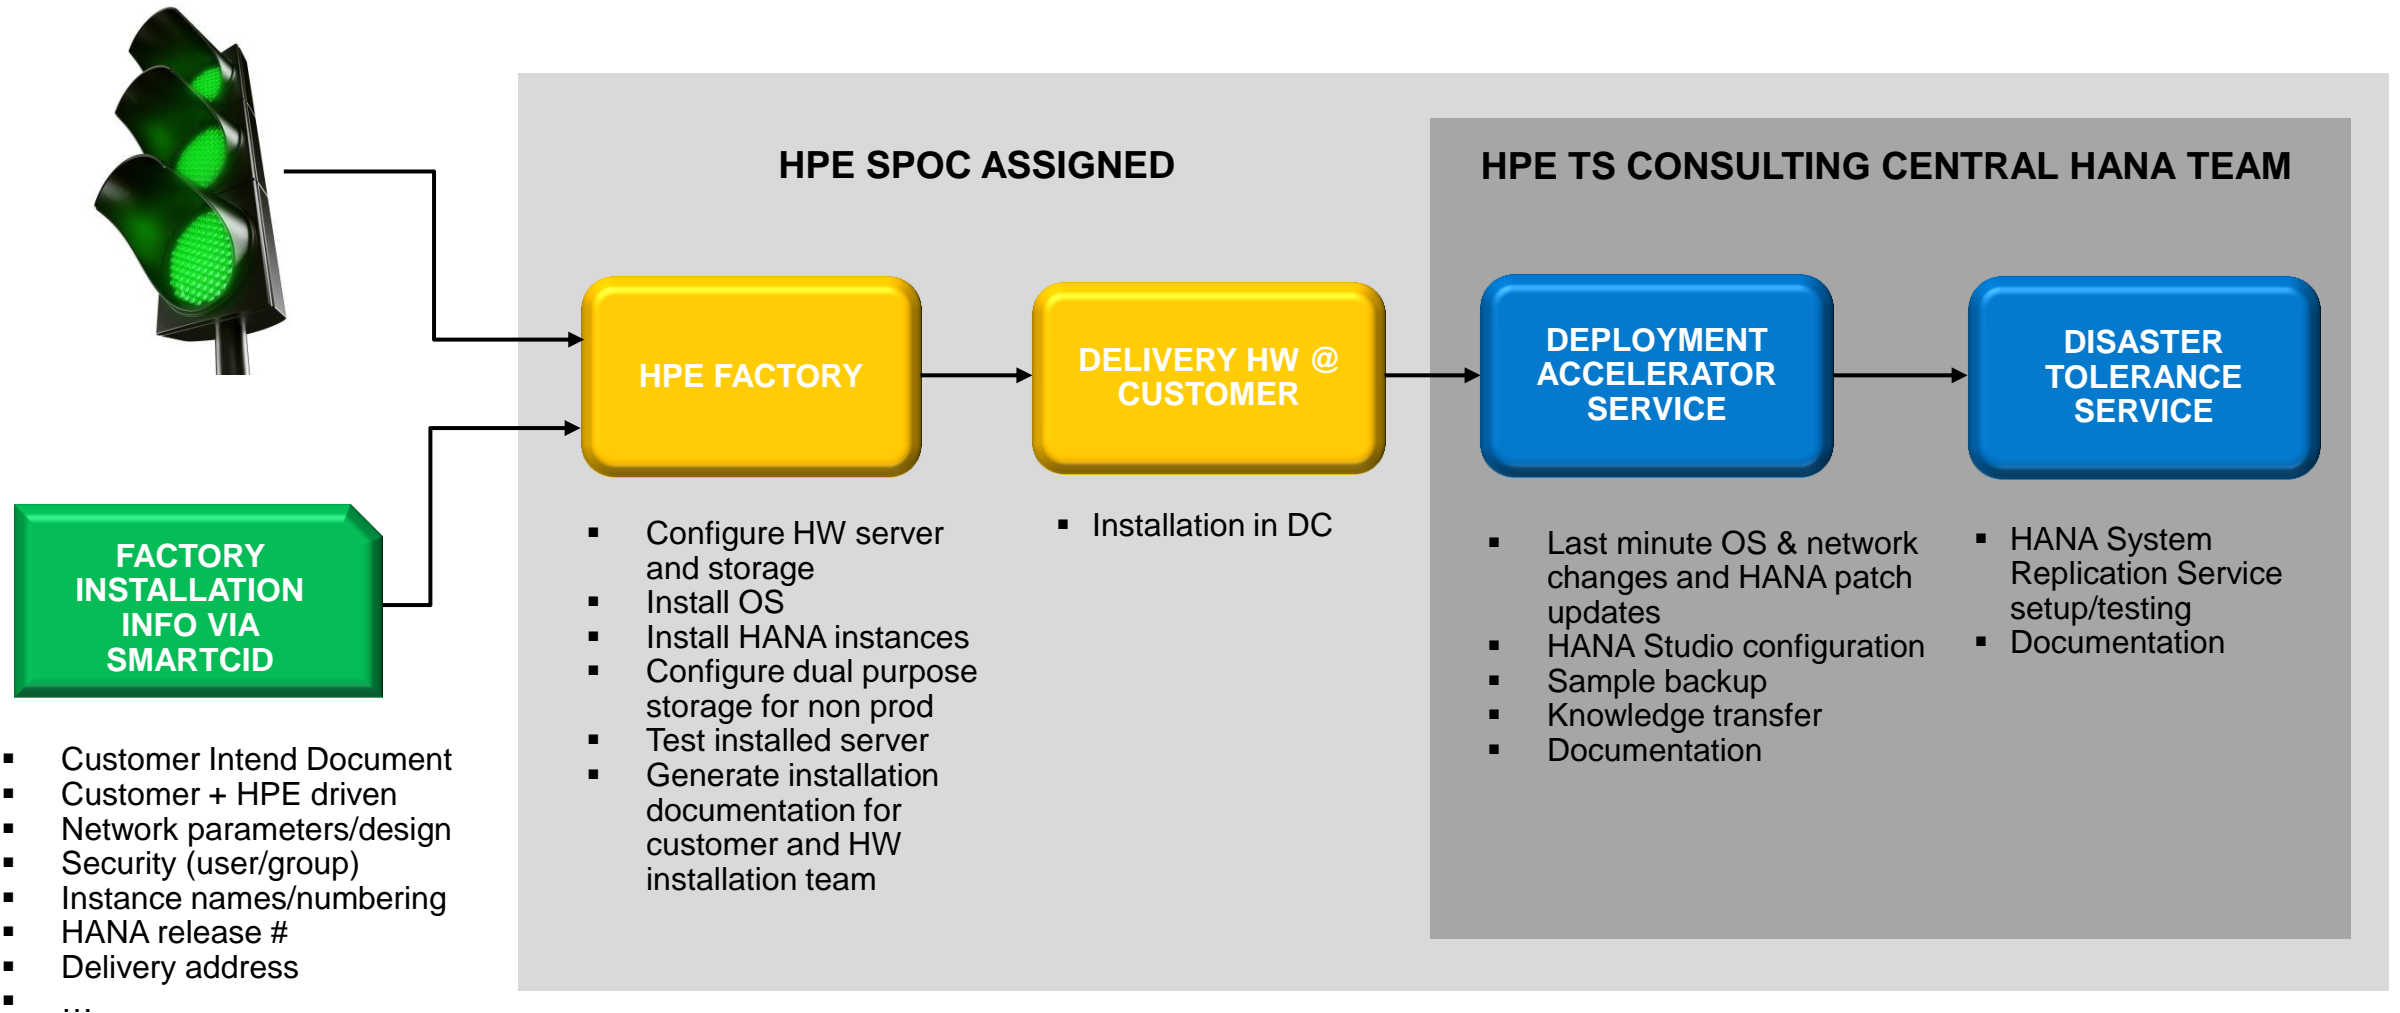 HPE SPOC ASSIGNED
HPE TS CONSULTING CENTRAL HANA TEAM
FACTORY
INSTALLATION
INFO VIA
SMARTCID
▪ Customer Intend Document
▪ Customer + HPE driven
▪ Network parameters/design
▪ Security (user/group)
▪ Instance names/numbering
▪ HANA release #
▪ Delivery address
▪ ...
HPE FACTORY
▪ Configure HW server
and storage
▪ Install OS
▪ Install HANA instances
▪ Configure dual purpose
storage for non prod
▪ Test installed server
▪ Generate installation
documentation for
customer and HW
installation team
DELIVERY HW @
CUSTOMER
▪ Installation in DC
DEPLOYMENT
ACCELERATOR
SERVICE
▪ Last minute OS & network
changes and HANA patch
updates
▪ HANA Studio configuration
▪ Sample backup
▪ Knowledge transfer
▪ Documentation
DISASTER
TOLERANCE
SERVICE
▪ HANA System
Replication Service
setup/testing
▪ Documentation